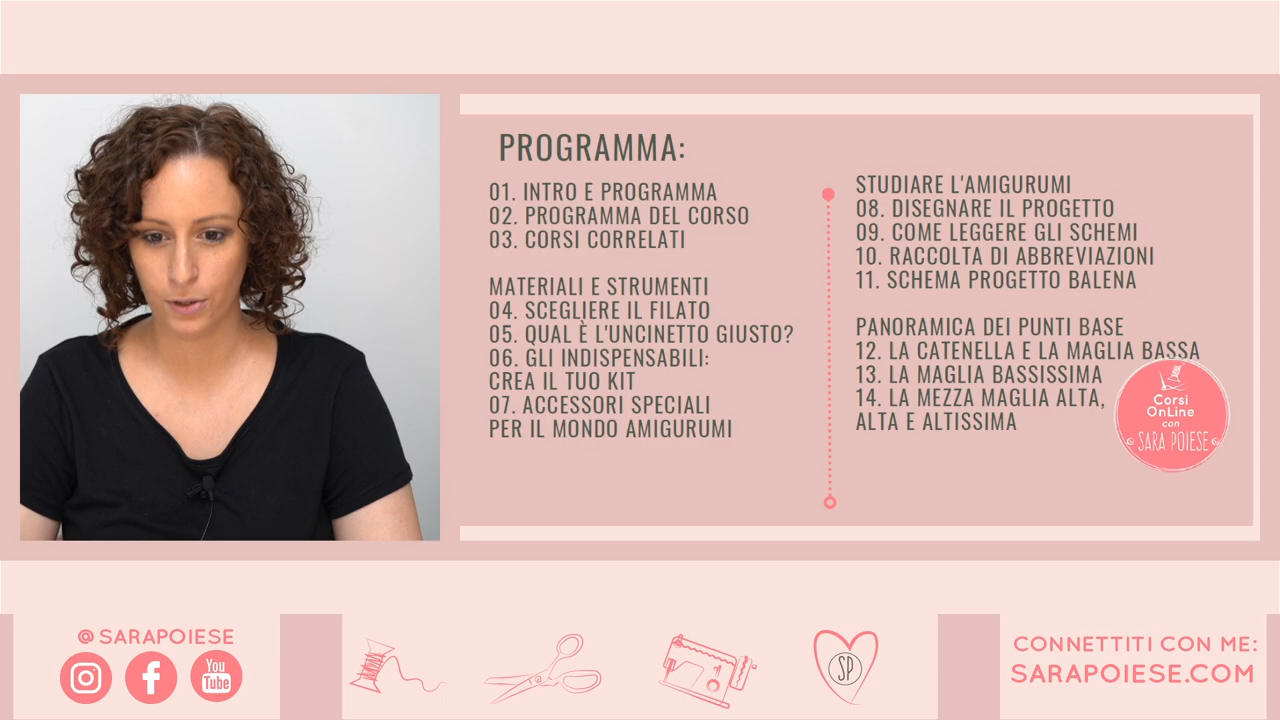 PROGRAMMA:
01. INTRO E PROGRAMMA
02. PROGRAMMA DEL CORSO
03. CORSI CORRELATI
MATERIALI E STRUMENTI
04. SCEGLIERE IL FILATO
05. QUAL È L'UNCINETTO GIUSTO?
06. GLI INDISPENSABILI:
CREA IL TUO KIT
07. ACCESSORI SPECIALI
PER IL MONDO AMIGURUMI
STUDIARE L'AMIGURUMI
08. DISEGNARE IL PROGETTO
09. COME LEGGERE GLI SCHEMI
10. RACCOLTA DI ABBREVIAZIONI
11. SCHEMA PROGETTO BALENA
PANORAMICA DEI PUNTI BASE
12. LA CATENELLA E LA MAGLIA BASSA
13. LA MAGLIA BASSISSIMA
14. LA MEZZA MAGLIA ALTA,
ALTA E ALTISSIMA
Corsi
OnLine
con
SARA POIESE
@SARAPOIESE
You
Tube
SP
CONNETTITI CON ME:
SARAPOIESE.COM